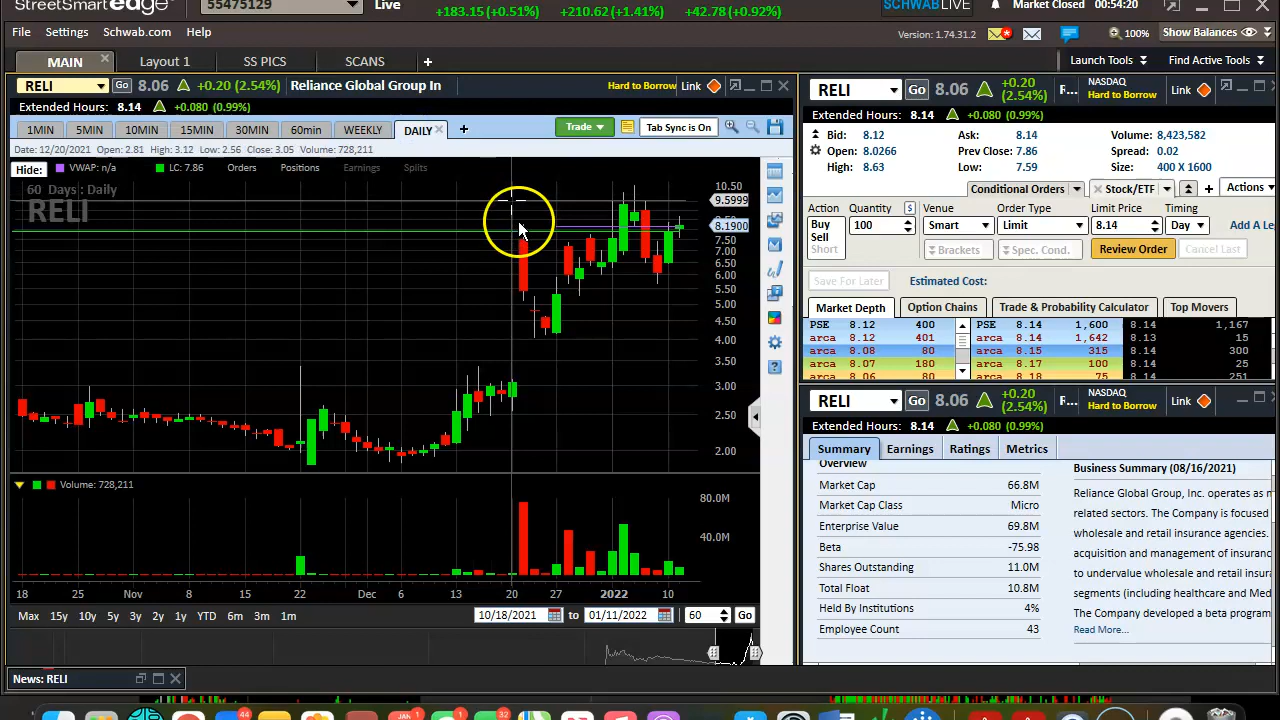 StreetSmart edge
55475129
Live
+183.15 (+0.51%)
+210.62 (+1.41%)
+42.78 (+0.92%)
SCHWABLIVE
Market Closed
00:54:20
File Settings Schwab.com Help
Version: 1.74.31.2
100%
Show Balances
MAIN
Layout 1
SS PICS
SCANS
+
Launch Tools
Find Active Tools
RELI
Go
8.06
+0.20 (2.54%)
Reliance Global Group In
Hard to Borrow
Link
Extended Hours: 8.14 +0.080 (0.99%)
1MIN 5MIN 10MIN 15MIN 30MIN 60min WEEKLY DAILY +
Trade
Tab Sync is On
Date: 12/20/2021, Open: 2.81, High: 3.12, Low: 2.56, Close: 3.05, Volume: 728,211
Hide:
VWAP: n/a
LC: 7.86
Orders
Positions
Earnings
Splits
60 Days : Daily
RELI
10.50
9.5999
8.1900
7.50
7.00
6.50
6.00
5.50
5.00
4.50
4.00
3.50
3.00
2.50
2.00
Volume: 728,211
80.0M
40.0M
18 25 Nov 8 15 22 Dec 6 13 20 27 2022 10
Max 15y 10y 5y 3y 2y 1y YTD 6m 3m 1m
10/18/2021 to 01/11/2022
60
Go
News: RELI
RELI
Go
8.06
+0.20
(2.54%)
R...
NASDAQ
Hard to Borrow
Link
Extended Hours: 8.14 +0.080 (0.99%)
Bid: 8.12 Ask: 8.14 Volume: 8,423,582
Open: 8.0266 Prev Close: 7.86 Spread: 0.02
High: 8.63 Low: 7.59 Size: 400 X 1600
Conditional Orders
Stock/ETF
+
Actions
Action Quantity $ Venue Order Type Limit Price Timing
Buy
Sell
Short
100
Smart
Limit
8.14
Day
Add a Le
Brackets
Spec. Cond.
Review Order
Cancel Last
Save For Later
Estimated Cost:
Market Depth
Option Chains
Trade & Probability Calculator
Top Movers
PSE 8.12 400 PSE 8.14 1,600 8.14 1,167
arca 8.12 401 arca 8.14 1,642 8.13 15
arca 8.08 80 arca 8.15 315 8.14 300
arca 8.07 180 arca 8.17 100 8.14 25
arca 8.06 80 arca 8.18 75 8.14 251
RELI
Go
8.06
+0.20
(2.54%)
R...
NASDAQ
Hard to Borrow
Link
Extended Hours: 8.14 +0.080 (0.99%)
Summary Earnings Ratings Metrics
Overview
Market Cap 66.8M
Market Cap Class Micro
Enterprise Value 69.8M
Beta -75.98
Shares Outstanding 11.0M
Total Float 10.8M
Held By Institutions 4%
Employee Count 43
Business Summary (08/16/2021)
Reliance Global Group, Inc. operates as
related sectors. The Company is focused
wholesale and retail insurance agencies.
acquisition and management of insuranc
to undervalue wholesale and retail insur
segments (including healthcare and Med
The Company developed a beta program
Read More...